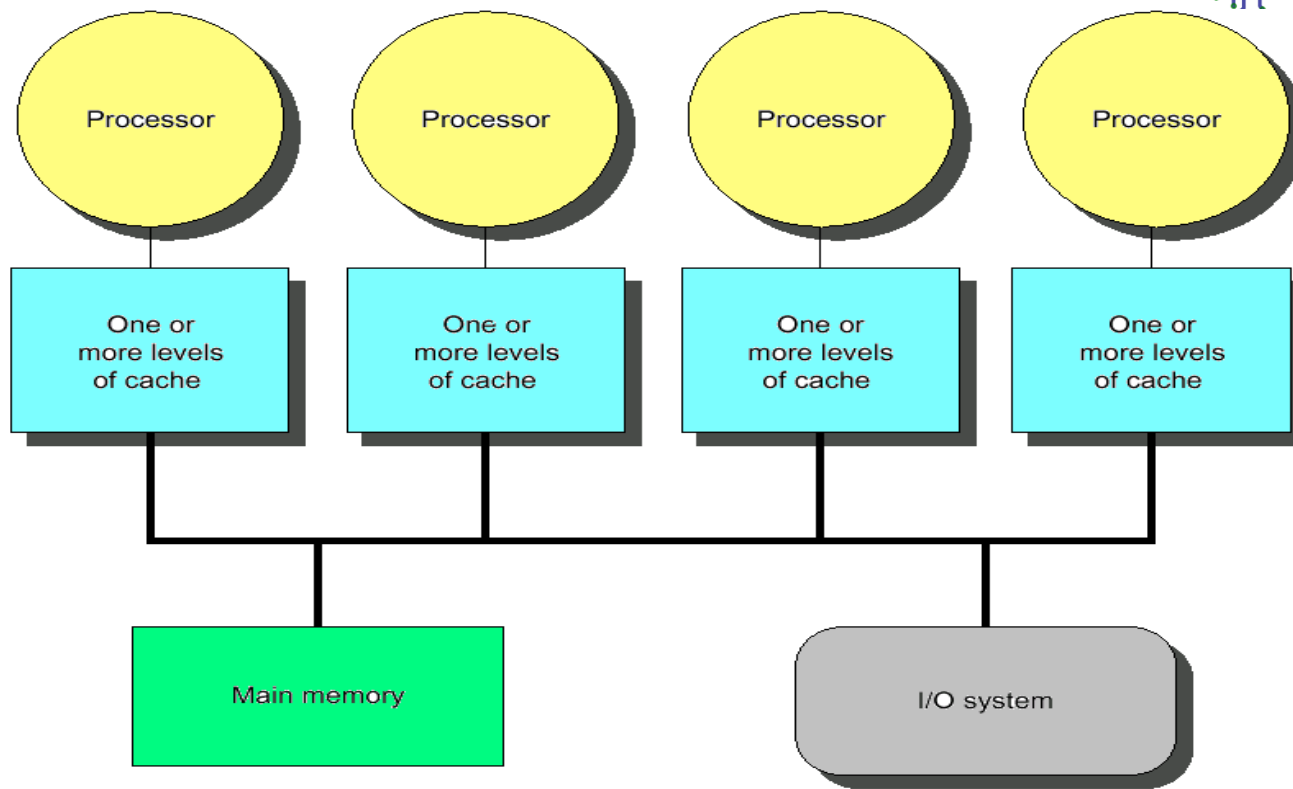 Processor
Processor
Processor
Processor
One or
more levels
of cache
One or
more levels
of cache
One or
more levels
of cache
One or
more levels
of cache
Main memory
I/O system